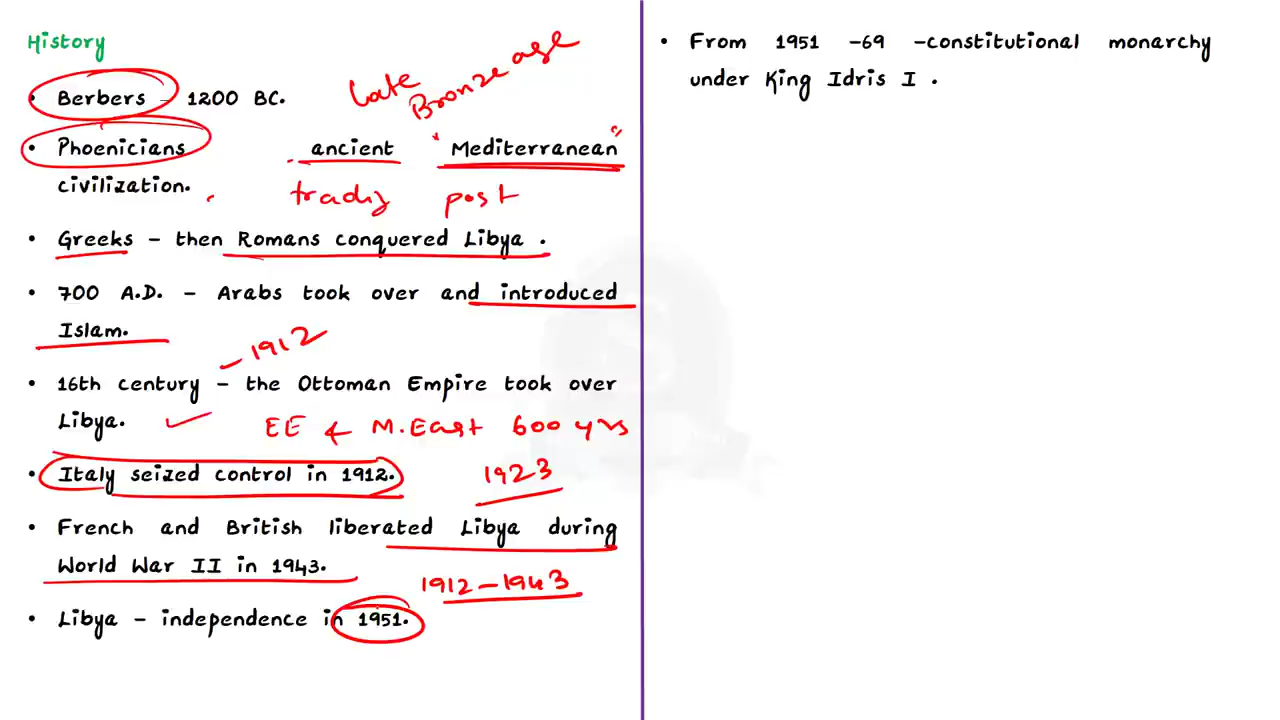 History
late Bronze age
• Berbers - 1200 BC.
• Phoenicians ancient "Mediterranean"
civilization. trading post
• Greeks - then Romans conquered Libya .
• 700 A.D. - Arabs took over and introduced
Islam.
- 1912
• 16th century - the Ottoman Empire took over
Libya. EE & M.East 600 yrs
• Italy seized control in 1912. 1923
• French and British liberated Libya during
World War II in 1943.
1912-1943
• Libya - independence in 1951.
• From 1951 -69 -constitutional monarchy
under King Idris I .